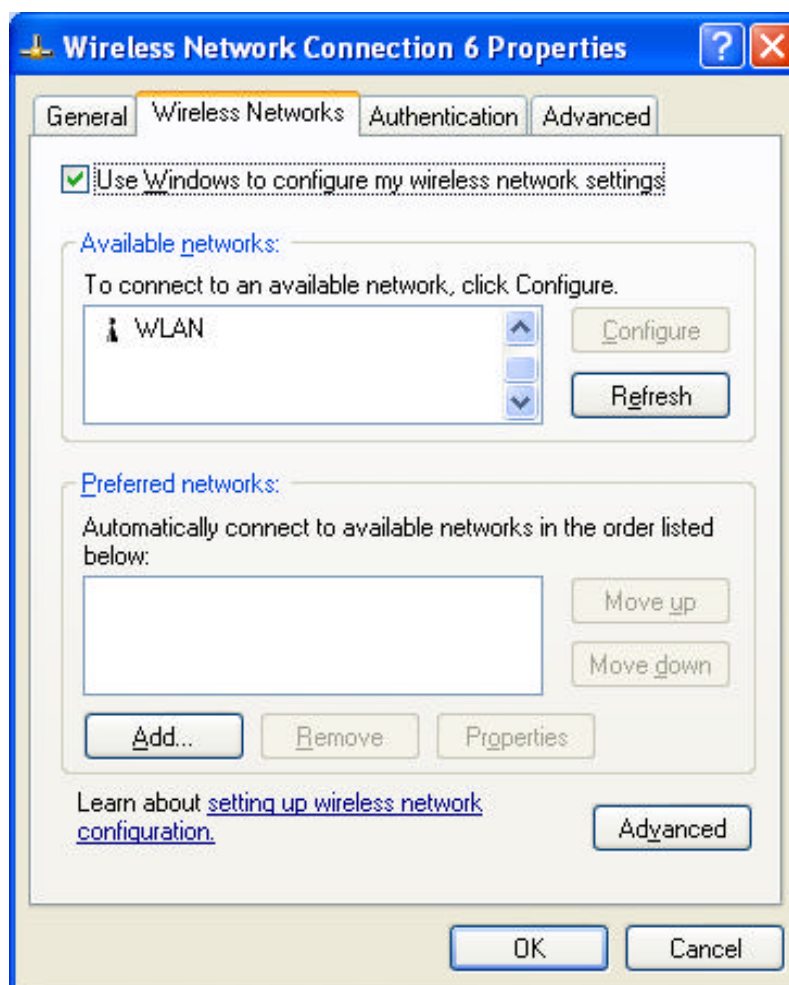 Wireless Network Connection 6 Properties
General Wireless Networks Authentication Advanced
Use Windows to configure my wireless network settings
Available networks:
To connect to an available network, click Configure.
WLAN
Configure
Refresh
Preferred networks:
Automatically connect to available networks in the order listed
below:
Move up
Move down
Add... Remove Properties
Learn about setting up wireless network
configuration.
Advanced
OK Cancel